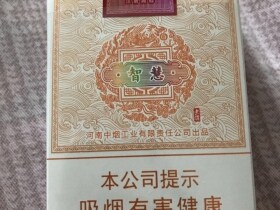 智慧
河南中烟工业有限责任公司出品
本公司提示
吸烟有害健康